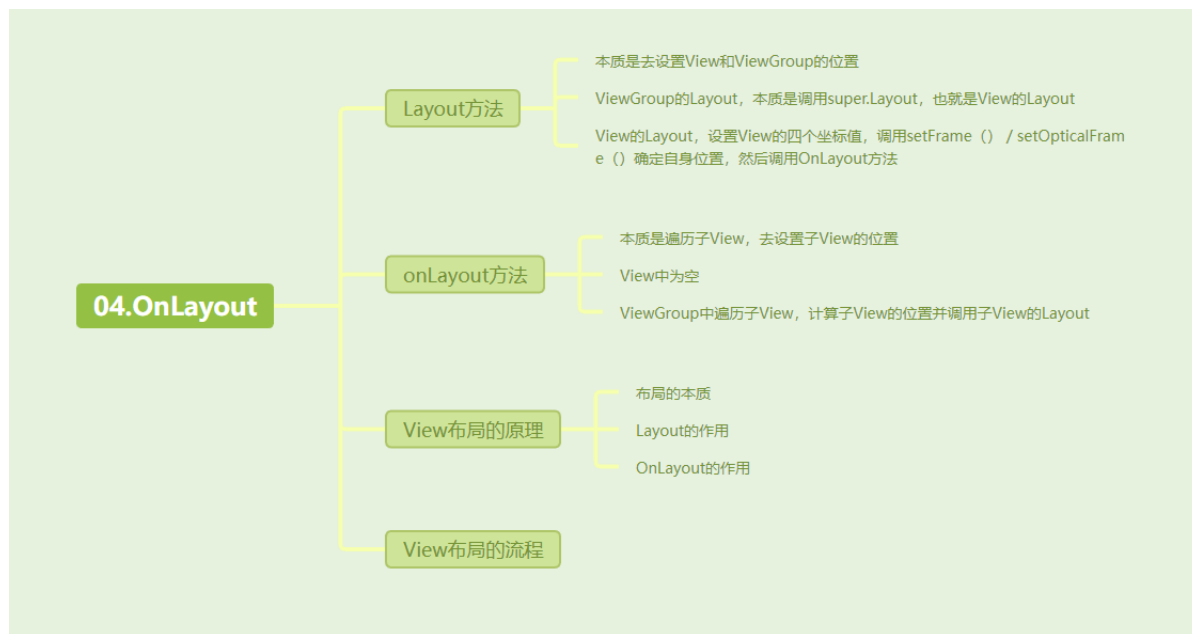 04.OnLayout
Layout方法
本质是去设置View和ViewGroup的位置
ViewGroup的Layout，本质是调用super.Layout，也就是View的Layout
View的Layout，设置View的四个坐标值，调用setFrame（） / setOpticalFram
e（）确定自身位置，然后调用OnLayout方法
onLayout方法
本质是遍历子View，去设置子View的位置
View中为空
ViewGroup中遍历子View，计算子View的位置并调用子View的Layout
View布局的原理
布局的本质
Layout的作用
OnLayout的作用
View布局的流程